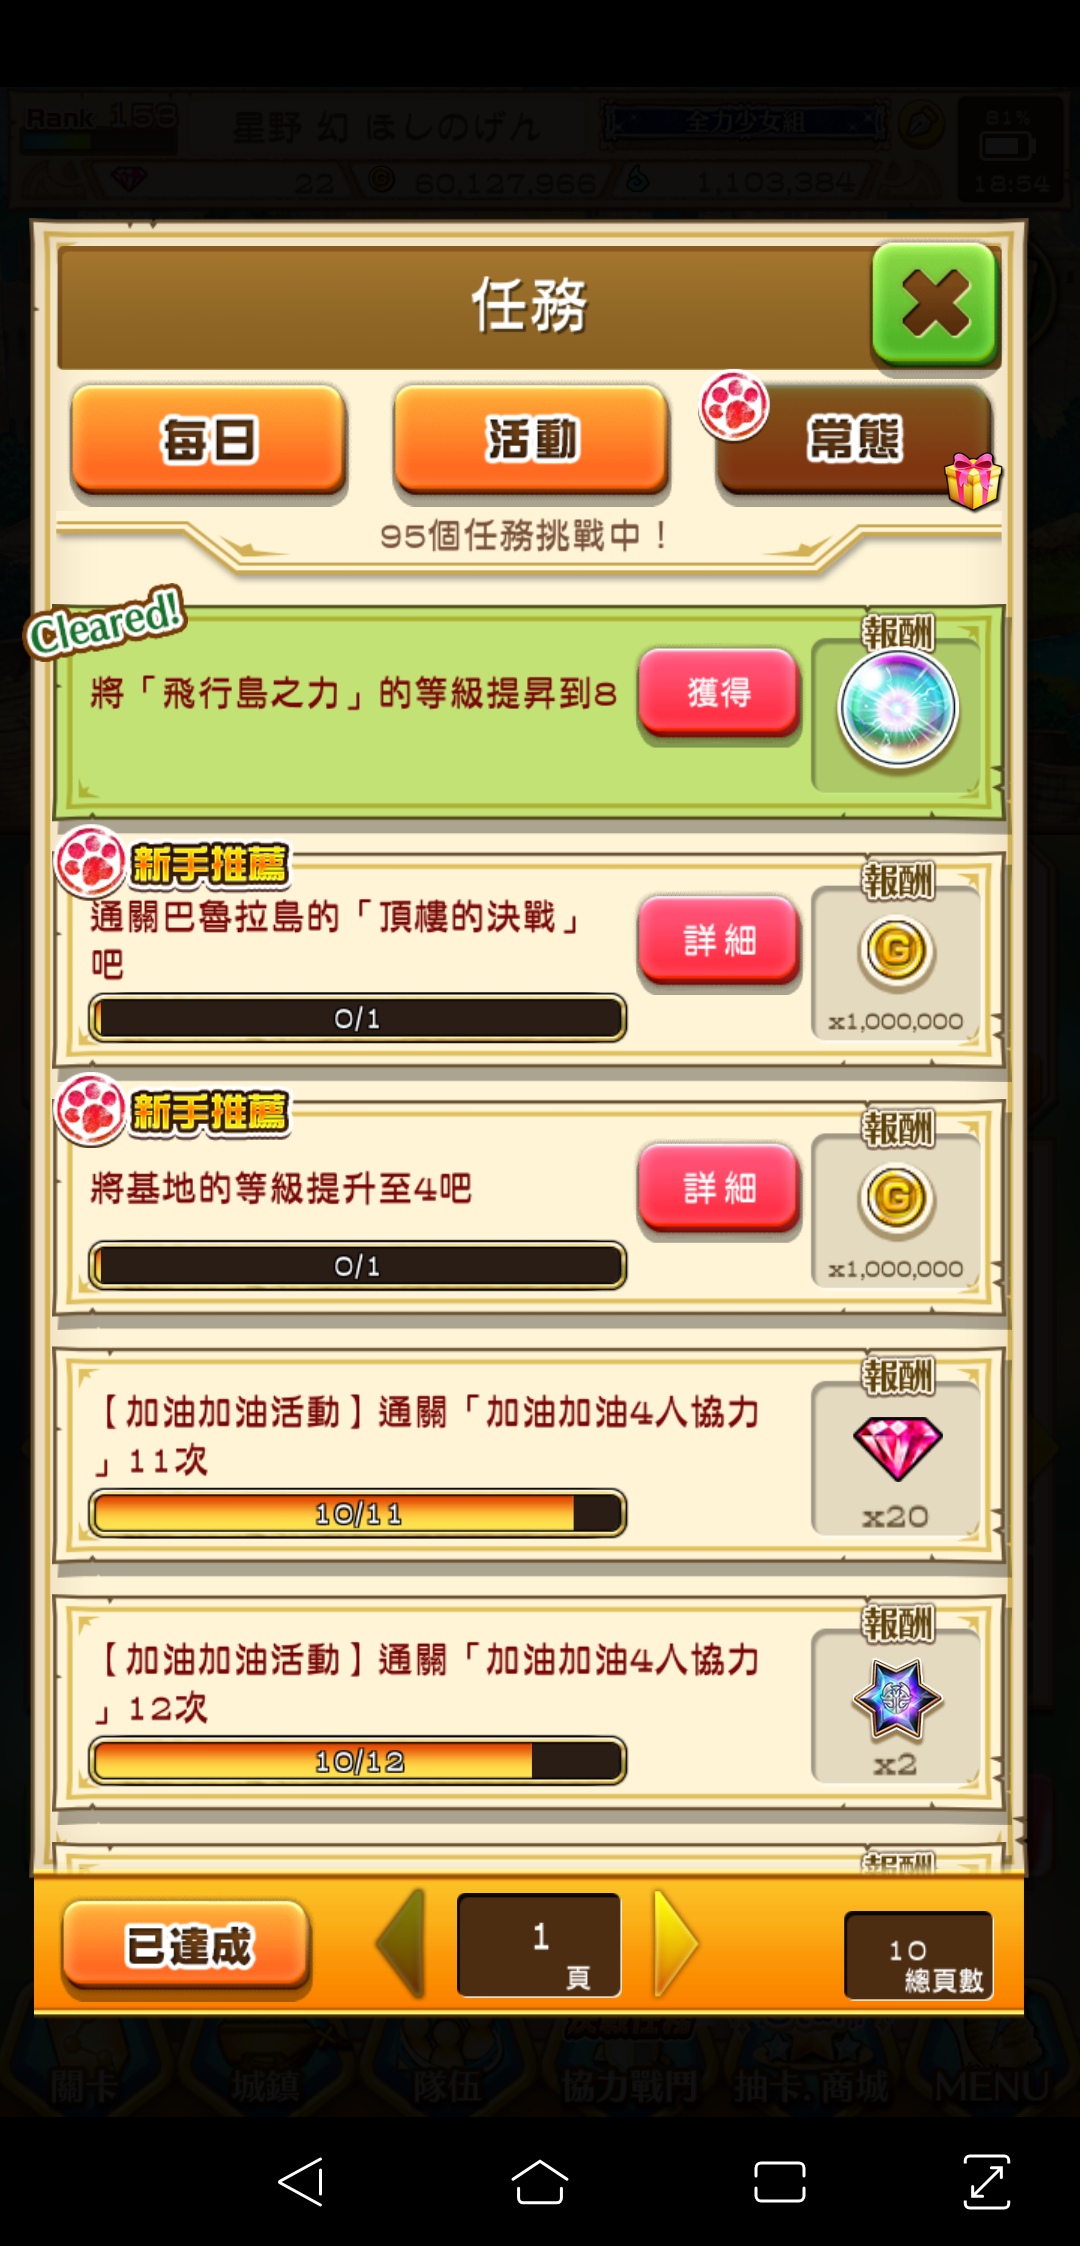 Rank 153
星野 幻 ほしのげん
全力少女組
81%
22
60,127,966
1,103,384
18:54
任務
每日
活動
常態
95個任務挑戰中！
Cleared!
報酬
將「飛行島之力」的等級提昇到8
獲得
新手推薦
報酬
通關巴魯拉島的「頂樓的決戰」
吧
詳細
0/1
x1,000,000
新手推薦
報酬
將基地的等級提升至4吧
詳細
0/1
x1,000,000
報酬
【加油加油活動】通關「加油加油4人協力
」11次
10/11
x20
報酬
【加油加油活動】通關「加油加油4人協力
」12次
10/12
x2
報酬
已達成
1
頁
10
總頁數
關卡
城鎮
隊伍
協力戰鬥
抽卡.商城
MENU